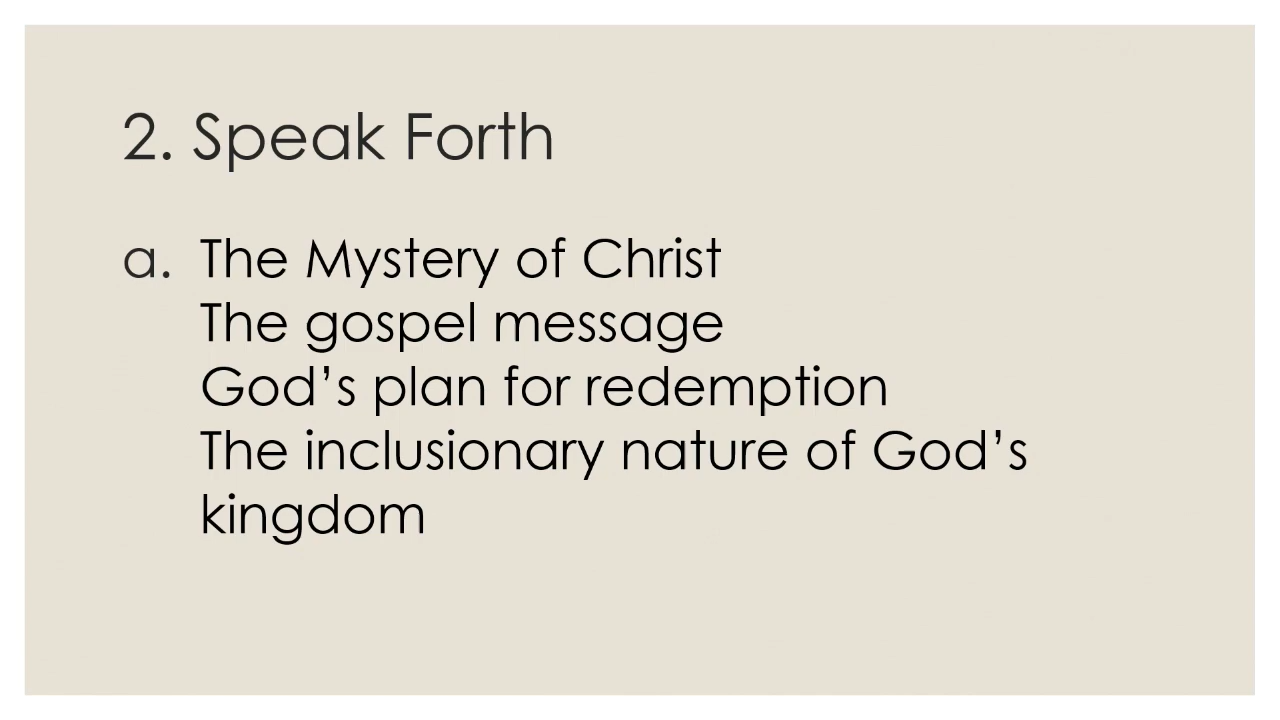 2. Speak Forth
a. The Mystery of Christ
The gospel message
God’s plan for redemption
The inclusionary nature of God’s
kingdom